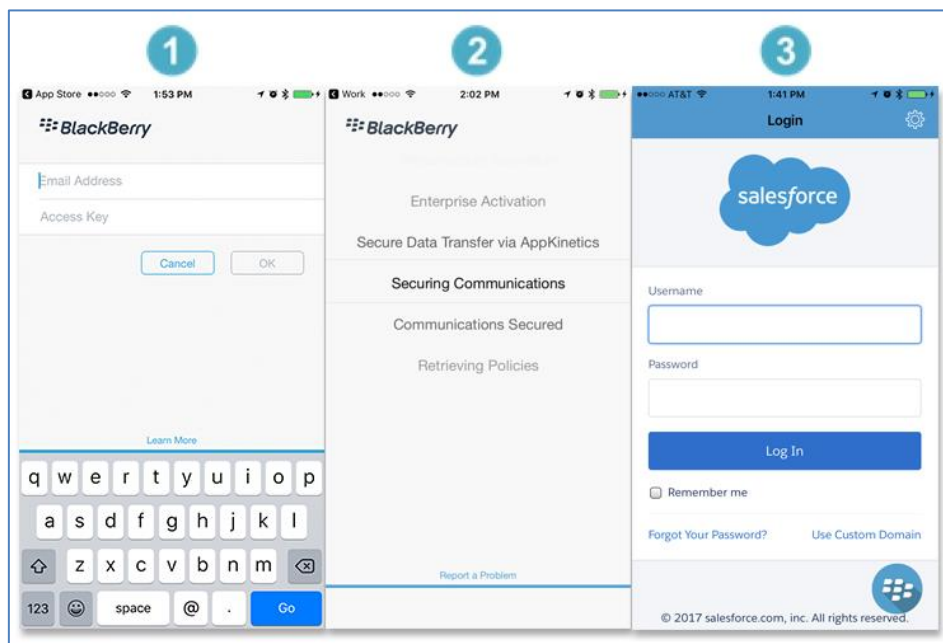 1
App Store 1:53 PM
BlackBerry
Email Address
Access Key
Cancel OK
Learn More
q w e r t y u i o p
a s d f g h j k l
z x c v b n m
123 space @ . Go
2
Work 2:02 PM
BlackBerry
Enterprise Activation
Secure Data Transfer via AppKinetics
Securing Communications
Communications Secured
Retrieving Policies
Report a Problem
3
AT&T 1:41 PM
Login
salesforce
Username
Password
Log In
Remember me
Forgot Your Password? Use Custom Domain
© 2017 salesforce.com, inc. All rights reserved.